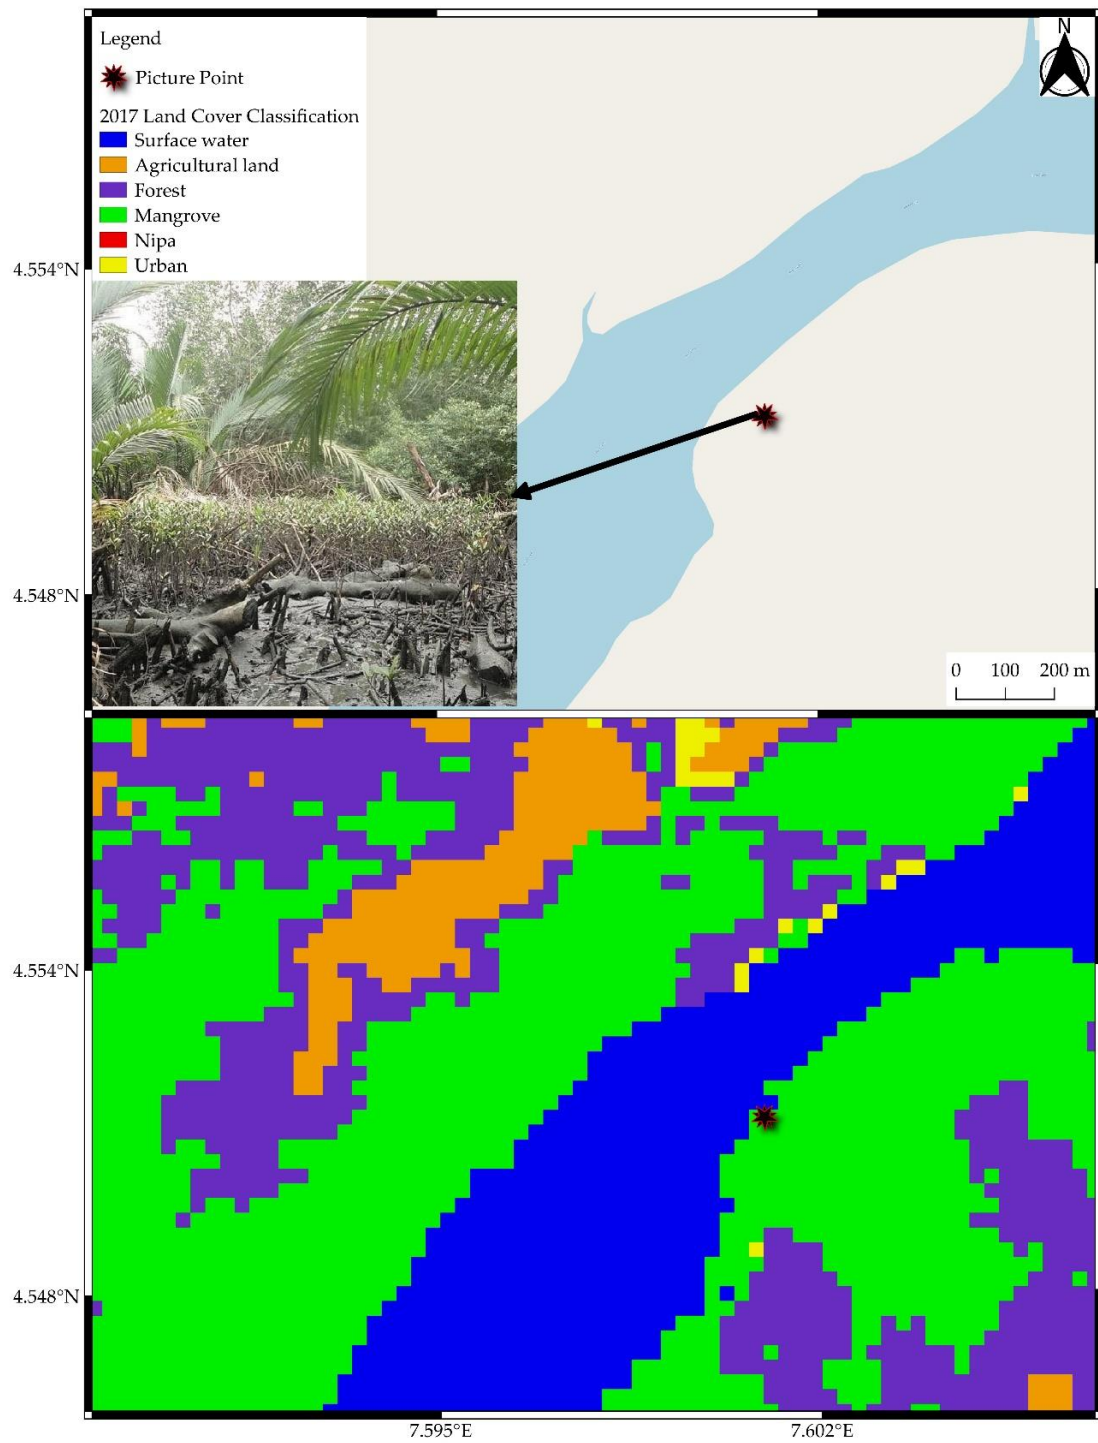 Legend
Picture Point
2017 Land Cover Classification
Surface water
Agricultural land
Forest
Mangrove
Nipa
Urban
N
4.554°N
4.548°N
0 100 200 m
4.554°N
4.548°N
7.595°E 7.602°E